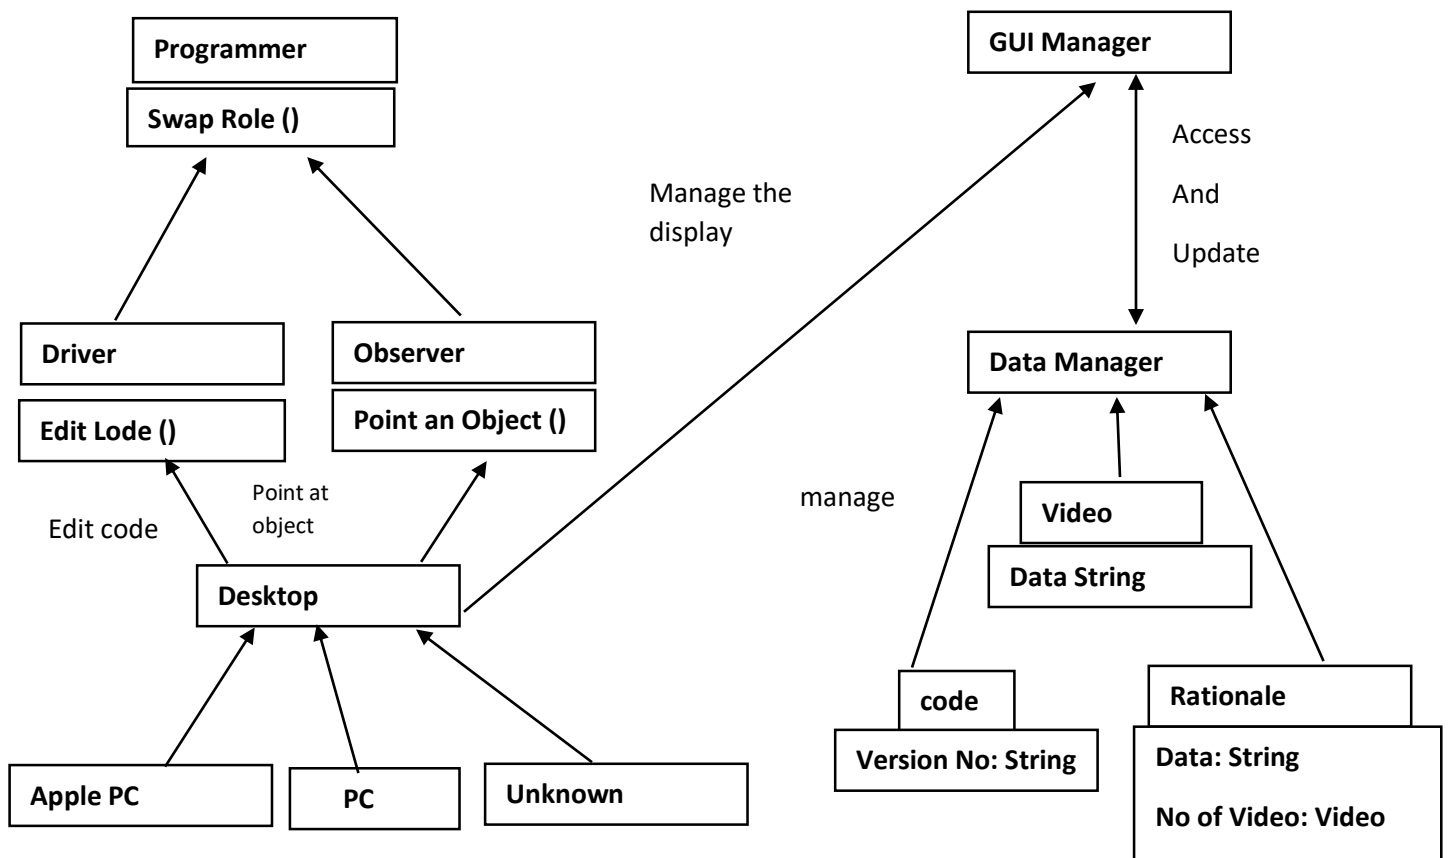 Programmer
Swap Role ()
GUI Manager
Access
And
Update
Manage the
display
Driver
Edit Lode ()
Observer
Point an Object ()
Data Manager
Edit code
Point at
object
manage
Video
Data String
Desktop
code
Version No: String
Rationale
Data: String
No of Video: Video
Apple PC
PC
Unknown